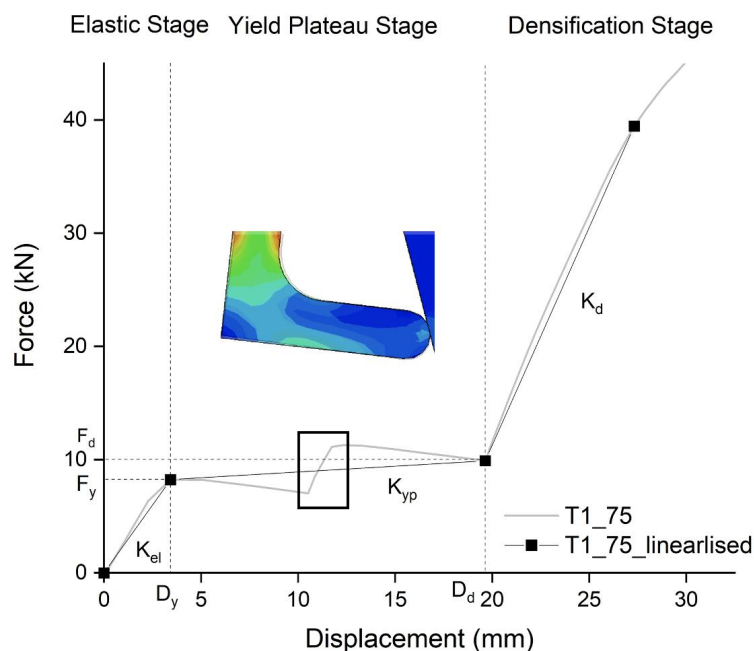 Elastic Stage Yield Plateau Stage Densification Stage
40
30
20
10
0
Force (kN)
F_d
F_y
K_el
K_yp
K_d
T1_75
T1_75_linearlised
0 5 10 15 20 25 30
D_y D_d
Displacement (mm)